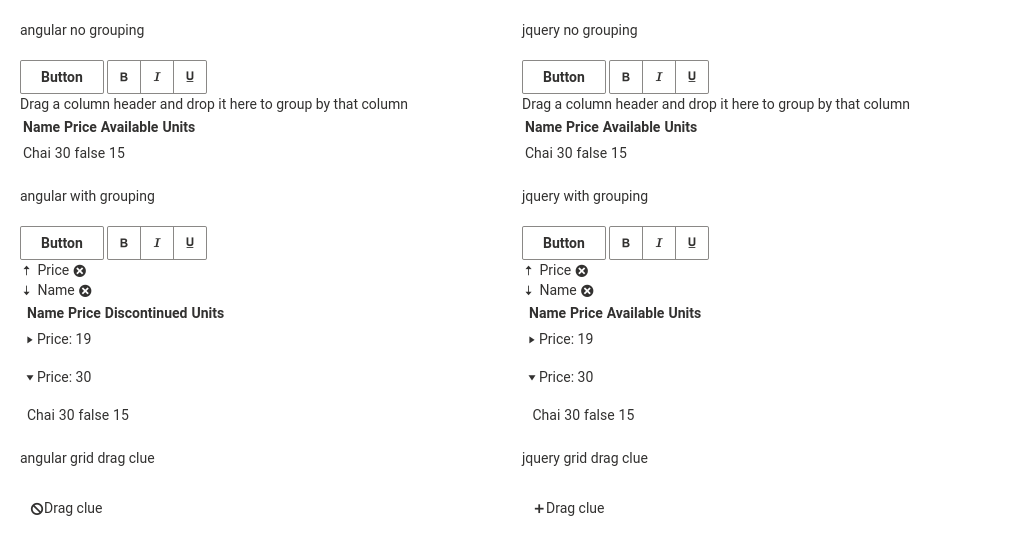 angular no grouping
Button B I U
Drag a column header and drop it here to group by that column
Name Price Available Units
Chai 30 false 15
angular with grouping
Button B I U
Price
Name
Name Price Discontinued Units
Price: 19
Price: 30
Chai 30 false 15
angular grid drag clue
Drag clue
jquery no grouping
Button B I U
Drag a column header and drop it here to group by that column
Name Price Available Units
Chai 30 false 15
jquery with grouping
Button B I U
Price
Name
Name Price Available Units
Price: 19
Price: 30
Chai 30 false 15
jquery grid drag clue
Drag clue